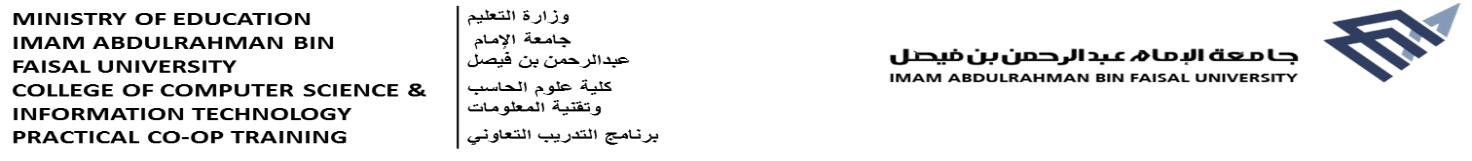 MINISTRY OF EDUCATION
IMAM ABDULRAHMAN BIN
FAISAL UNIVERSITY
COLLEGE OF COMPUTER SCIENCE &
INFORMATION TECHNOLOGY
PRACTICAL CO-OP TRAINING
وزارة التعليم
جامعة الإمام
عبدالرحمن بن فيصل
كلية علوم الحاسب
وتقنية المعلومات
برنامج التدريب التعاوني
جامعة الإمام عبد الرحمن بن فيصل
IMAM ABDULRAHMAN BIN FAISAL UNIVERSITY